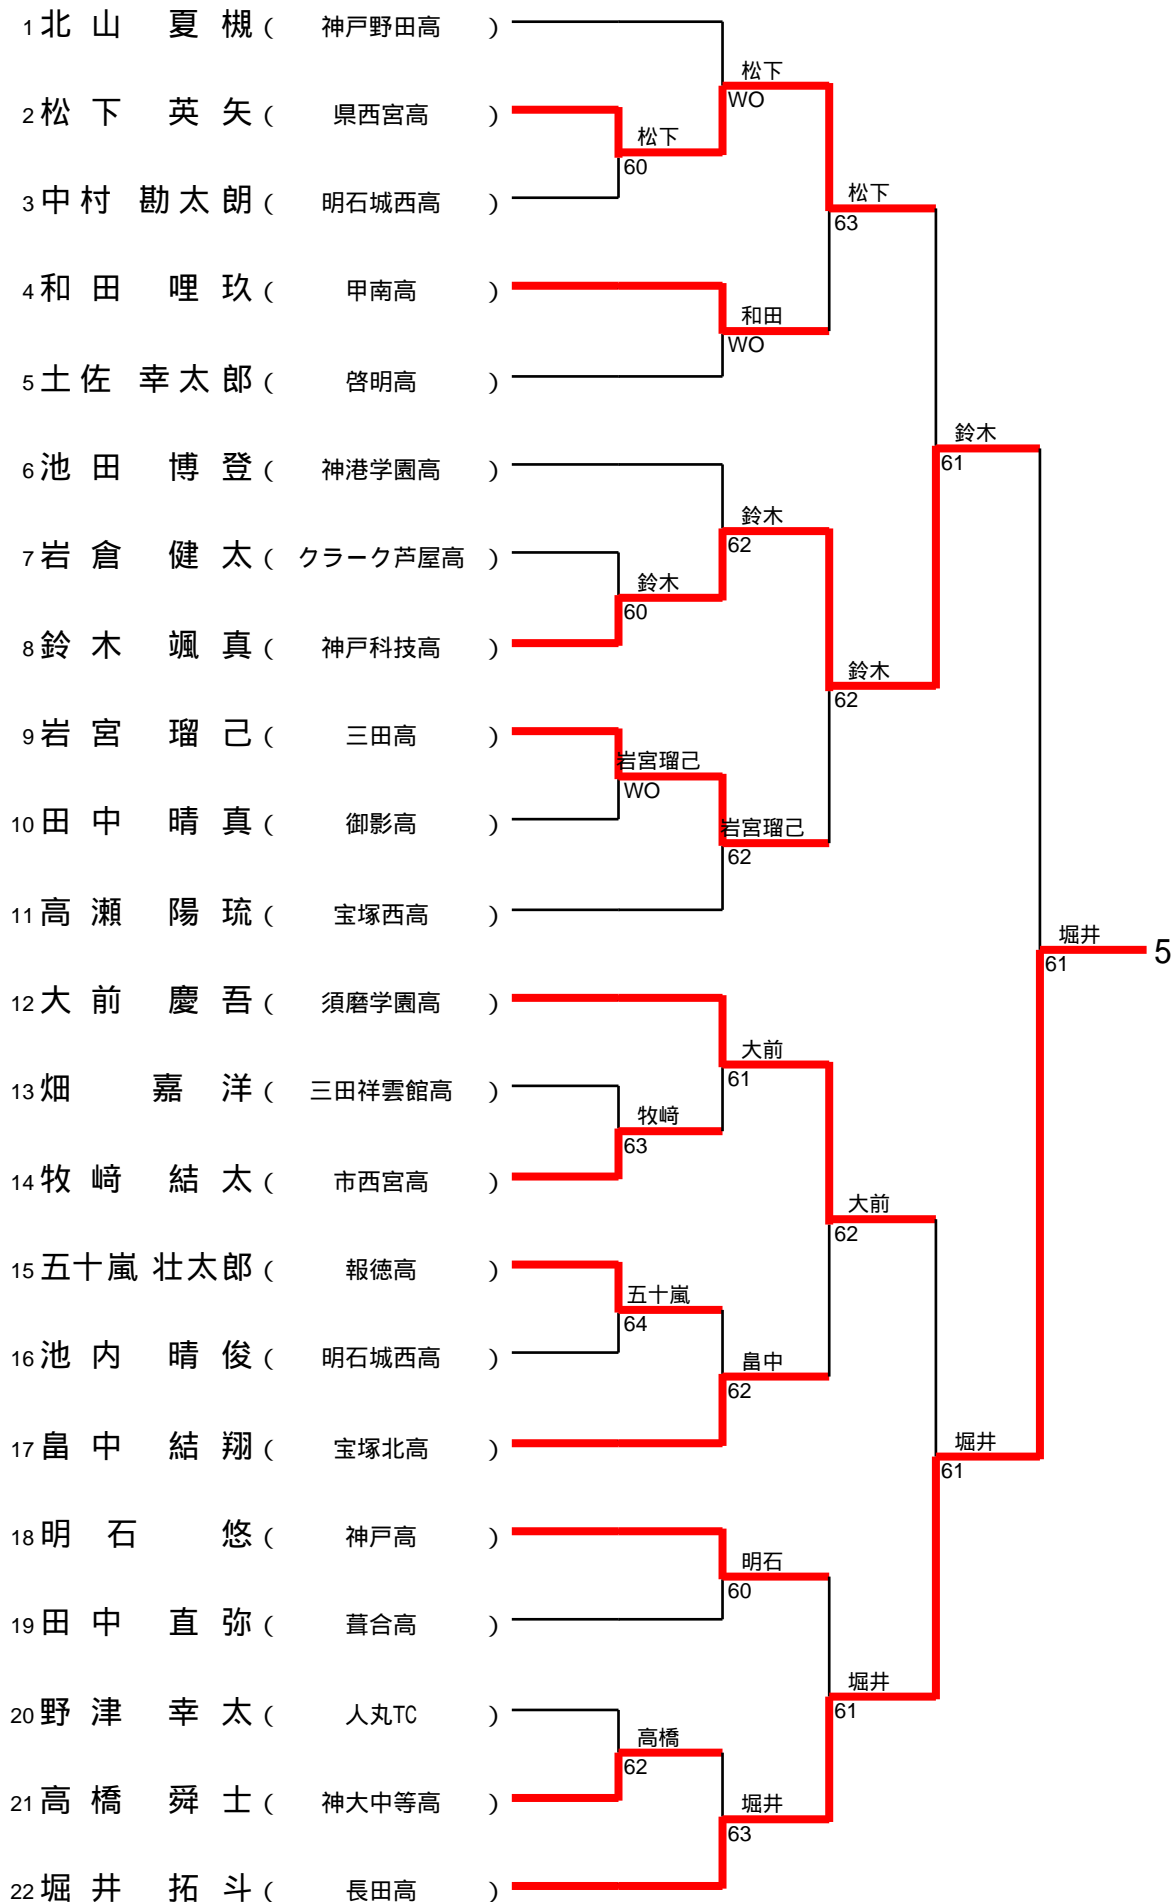 1 北山 夏槻 ( 神戸野田高 )
松下
WO
2 松下 英矢 ( 県西宮高 )
松下
60
3 中村 勘太朗 ( 明石城西高 )
松下
63
4 和田 哩玖 ( 甲南高 )
和田
WO
5 土佐 幸太郎 ( 啓明高 )
鈴木
61
6 池田 博登 ( 神港学園高 )
鈴木
62
7 岩倉 健太 ( クラーク芦屋高 )
鈴木
60
8 鈴木 颯真 ( 神戸科技高 )
鈴木
62
9 岩宮 瑠己 ( 三田高 )
岩宮瑠己
WO
10 田中 晴真 ( 御影高 )
岩宮瑠己
62
11 高瀬 陽琉 ( 宝塚西高 )
堀井
61
5
12 大前 慶吾 ( 須磨学園高 )
大前
61
13 畑 嘉洋 ( 三田祥雲館高 )
牧﨑
63
14 牧﨑 結太 ( 市西宮高 )
大前
62
15 五十嵐 壮太郎 ( 報徳高 )
五十嵐
64
16 池内 晴俊 ( 明石城西高 )
畠中
62
17 畠中 結翔 ( 宝塚北高 )
堀井
61
18 明石 悠 ( 神戸高 )
明石
60
19 田中 直弥 ( 葺合高 )
堀井
61
20 野津 幸太 ( 人丸TC )
高橋
62
21 高橋 舜士 ( 神大中等高 )
堀井
63
22 堀井 拓斗 ( 長田高 )